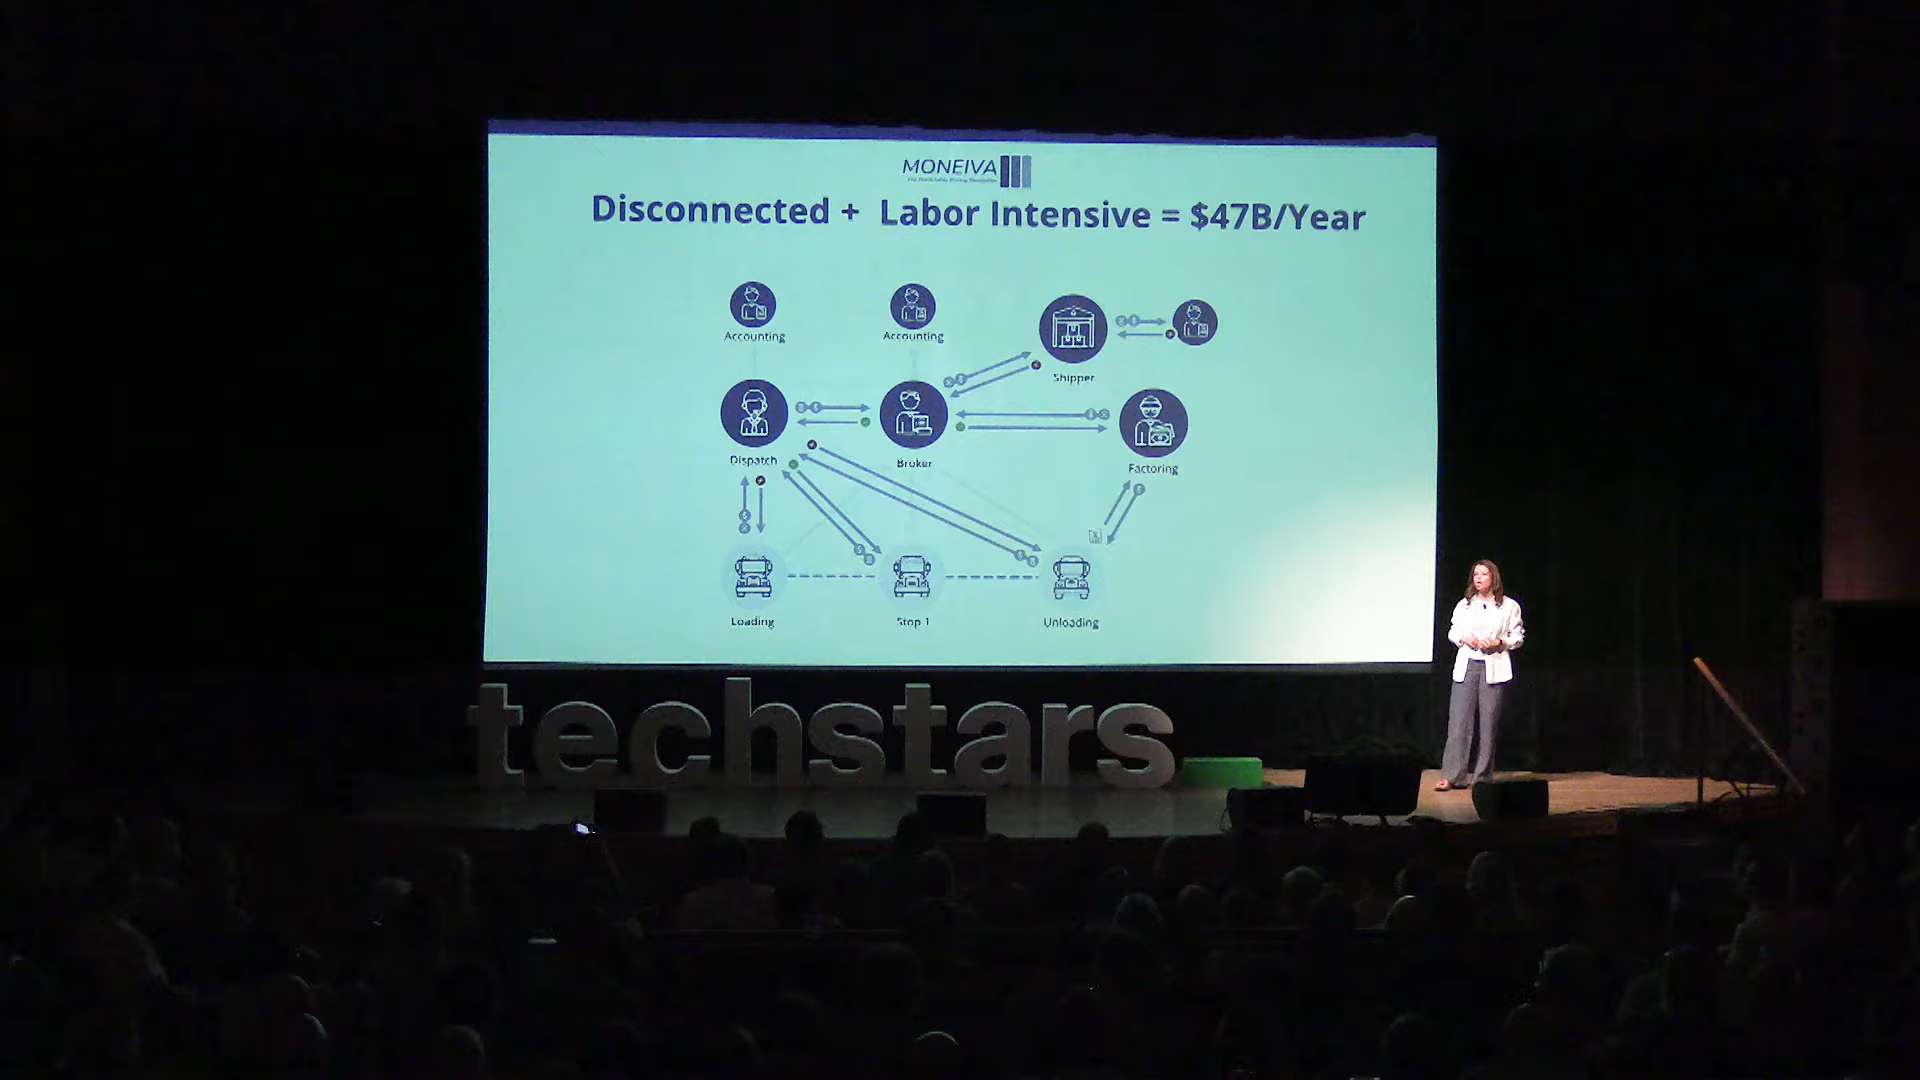 MONEIVA
Disconnected + Labor Intensive = $47B/Year
Accounting
Accounting
Shipper
Dispatch
Broker
Factoring
Loading
Stop 1
Unloading
techstars